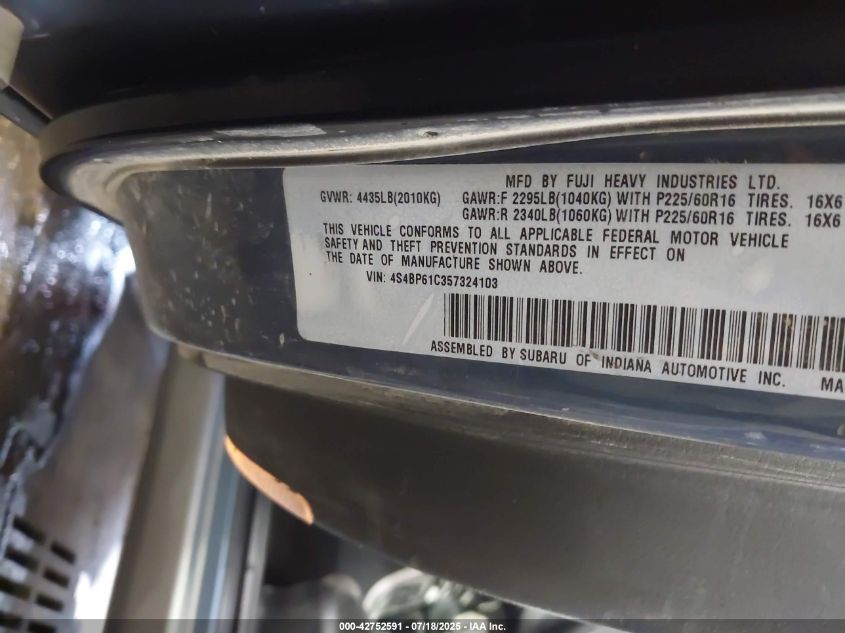 MFD BY FUJI HEAVY INDUSTRIES LTD.
GVWR: 4435LB(2010KG) GAWR:F 2295LB(1040KG) WITH P225/60R16 TIRES. 16X6
GAWR:R 2340LB(1060KG) WITH P225/60R16 TIRES. 16X6
THIS VEHICLE CONFORMS TO ALL APPLICABLE FEDERAL MOTOR VEHICLE
SAFETY AND THEFT PREVENTION STANDARDS IN EFFECT ON
THE DATE OF MANUFACTURE SHOWN ABOVE.
VIN: 4S4BP61C357324103
ASSEMBLED BY SUBARU OF INDIANA AUTOMOTIVE INC. MA
000-42752591 - 07/18/2025 - IAA Inc.